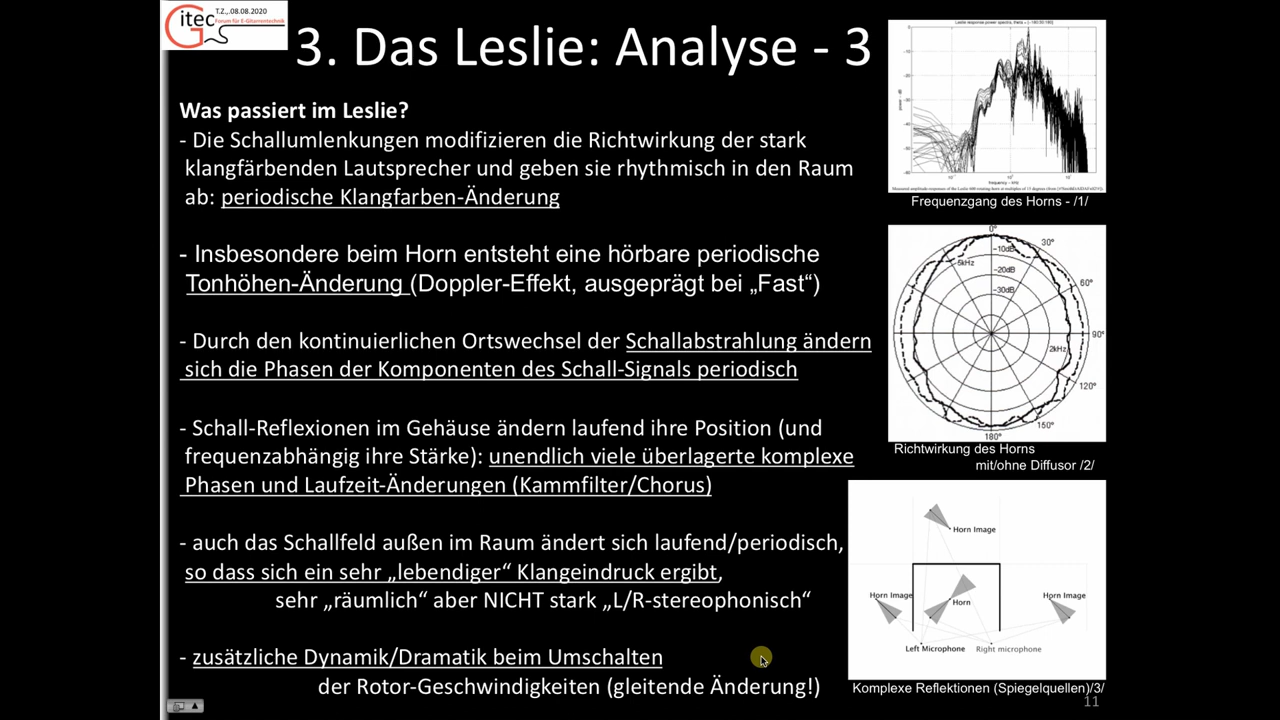 T.Z., 08.08.2020
Gitec
Forum für E-Gitarrentechnik
3. Das Leslie: Analyse - 3
Was passiert im Leslie?
- Die Schallumlenkungen modifizieren die Richtwirkung der stark
klangfärbenden Lautsprecher und geben sie rhythmisch in den Raum
ab: periodische Klangfarben-Änderung
- Insbesondere beim Horn entsteht eine hörbare periodische
Tonhöhen-Änderung (Doppler-Effekt, ausgeprägt bei „Fast“)
- Durch den kontinuierlichen Ortswechsel der Schallabstrahlung ändern
sich die Phasen der Komponenten des Schall-Signals periodisch
- Schall-Reflexionen im Gehäuse ändern laufend ihre Position (und
frequenzabhängig ihre Stärke): unendlich viele überlagerte komplexe
Phasen und Laufzeit-Änderungen (Kammfilter/Chorus)
- auch das Schallfeld außen im Raum ändert sich laufend/periodisch,
so dass sich ein sehr „lebendiger“ Klangeindruck ergibt,
sehr „räumlich“ aber NICHT stark „L/R-stereophonisch“
- zusätzliche Dynamik/Dramatik beim Umschalten
der Rotor-Geschwindigkeiten (gleitende Änderung!)
frequency - kHz
Frequenzgang des Horns - /1/
0°
30°
60°
90°
120°
150°
180°
-10dB
-20dB
-30dB
5kHz
2kHz
Richtwirkung des Horns
mit/ohne Diffusor /2/
Horn Image
Horn Image
Horn
Horn Image
Left Microphone
Right microphone
Komplexe Reflektionen (Spiegelquellen)/3/
11